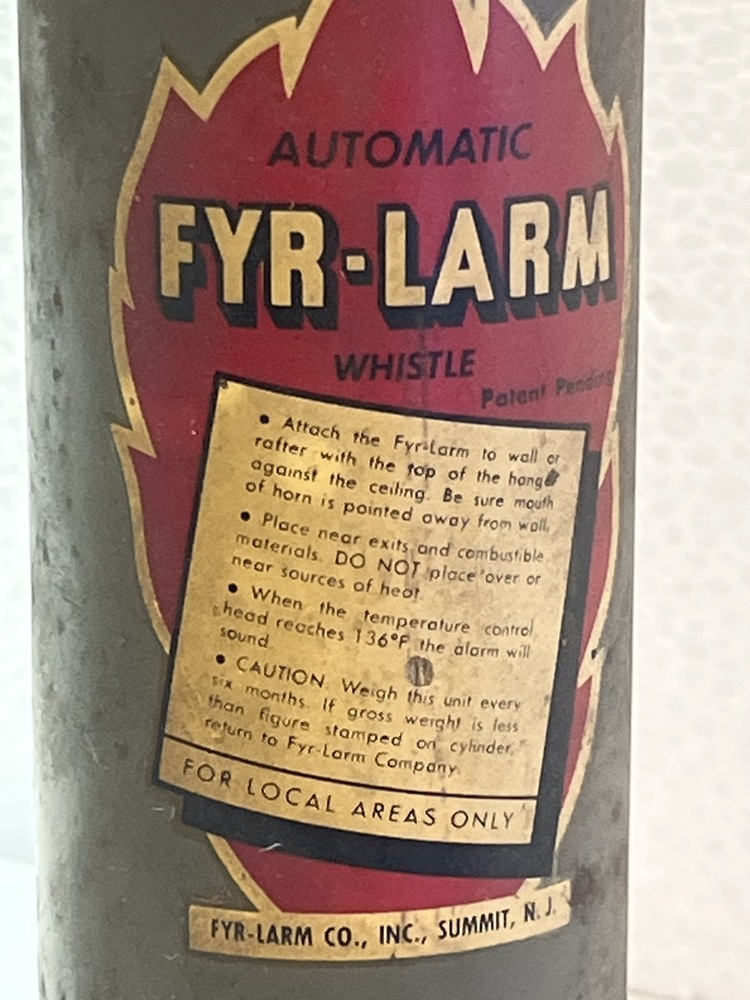 AUTOMATIC
FYR-LARM
WHISTLE
Patent Pending
• Attach the Fyr-Larm to wall or
rafter with the top of the hang
against the ceiling. Be sure mouth
of horn is pointed away from wall.
• Place near exits and combustible
materials. DO NOT place over or
near sources of heat.
• When the temperature control
head reaches 136°F the alarm will
sound.
• CAUTION. Weigh this unit every
six months. If gross weight is less
than figure stamped on cylinder,
return to Fyr-Larm Company.
FOR LOCAL AREAS ONLY
FYR-LARM CO., INC., SUMMIT, N. J.